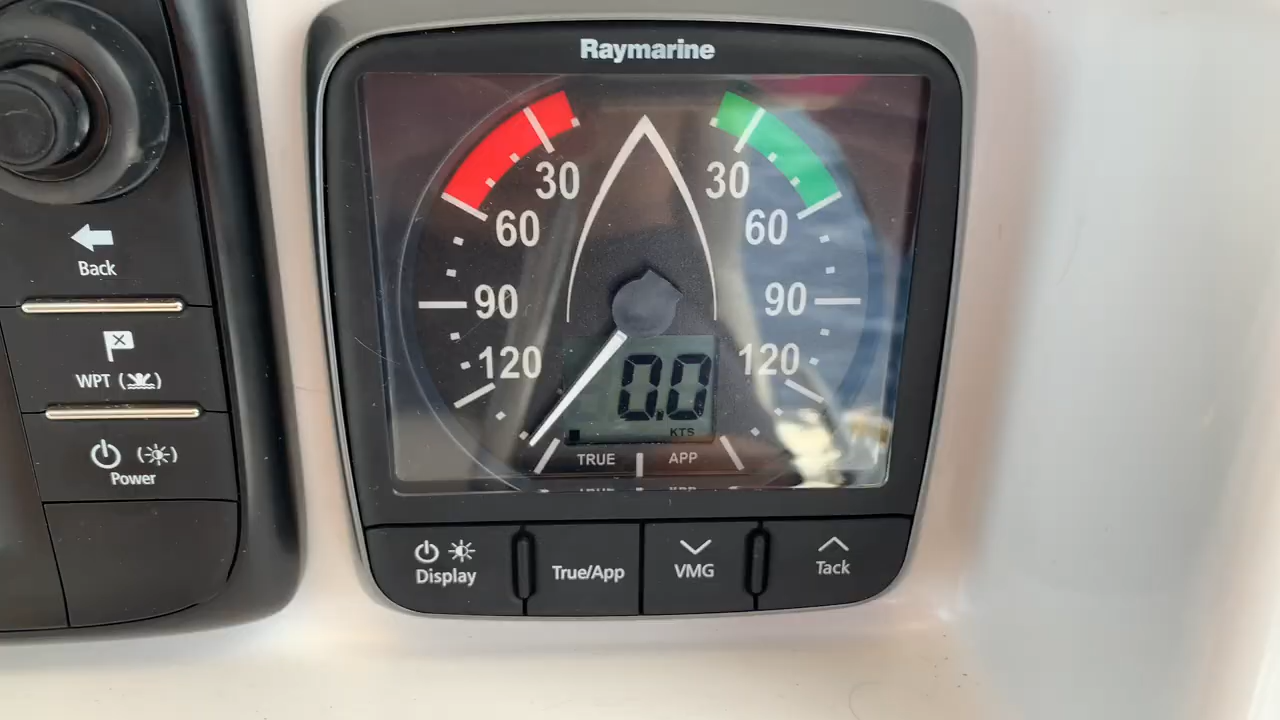 Raymarine
30 30
60 60
90 90
120 120
0.0
KTS
TRUE APP
Display
True/App
VMG
Tack
Back
WPT
Power